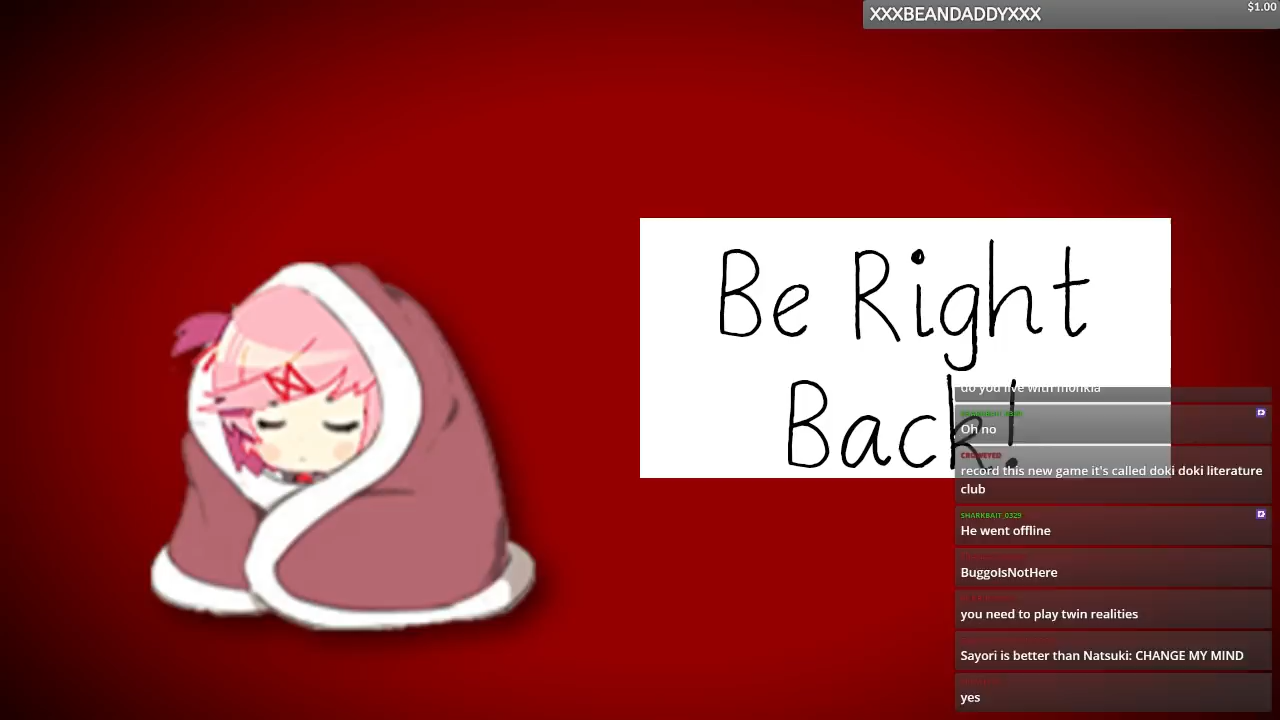 XXXBEANDADDYXXX
$1.00
Be Right
Back!
do you live with monkia
Oh no
CROWEYED
record this new game it's called doki doki literature
club
SHARKBAIT_0329
He went offline
BuggoIsNotHere
you need to play twin realities
Sayori is better than Natsuki: CHANGE MY MIND
yes